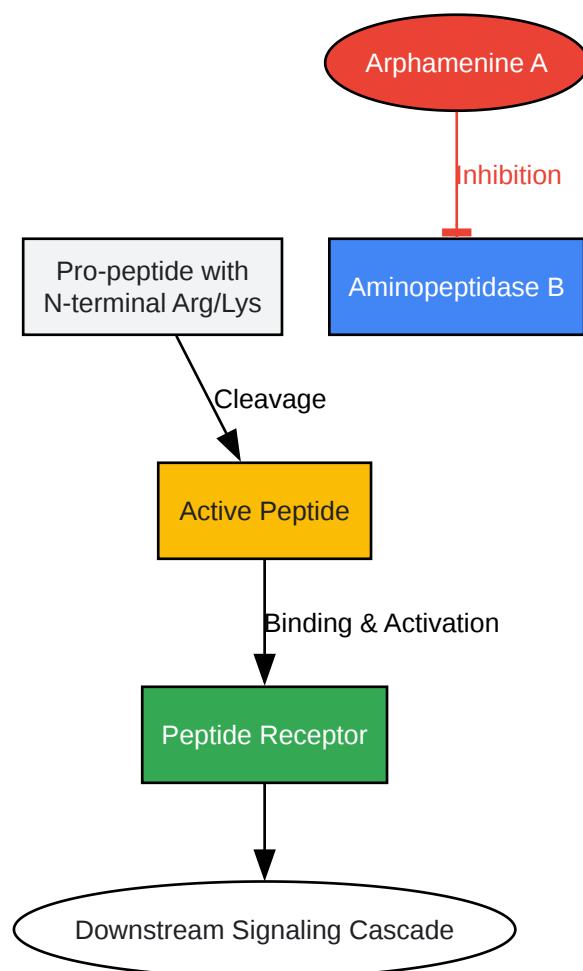 Arphamenine A
Inhibition
Pro-peptide with
N-terminal Arg/Lys
Aminopeptidase B
Cleavage
Active Peptide
Binding & Activation
Peptide Receptor
Downstream Signaling Cascade